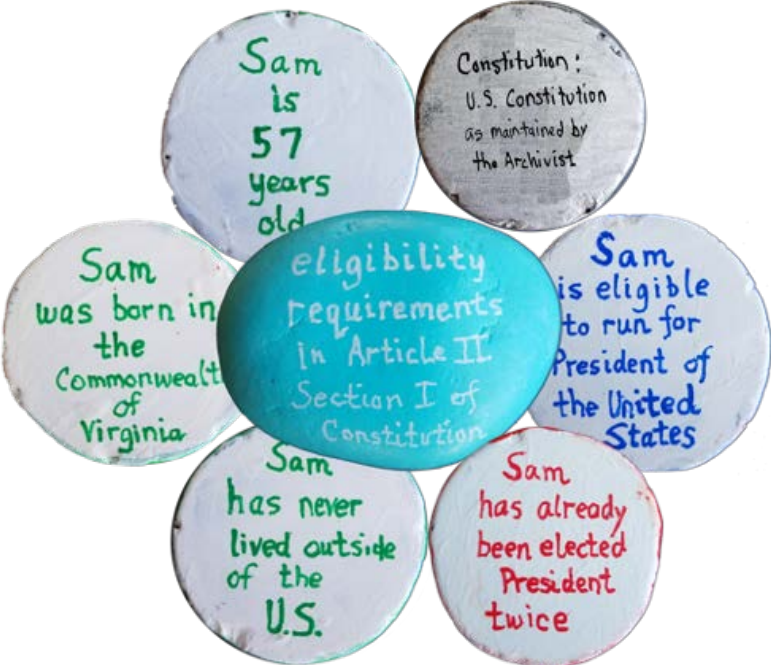 Sam
is
57
years
old
Constitution:
U.S. Constitution
as maintained by
the Archivist
Sam
was born in
the
Commonwealt
of
Virginia
eligibility
requirements
in Article II
Section I of
Constitution
Sam
is eligible
to run for
President of
the United
States
Sam
has never
lived outside
of the
U.S.
Sam
has already
been elected
President
twice